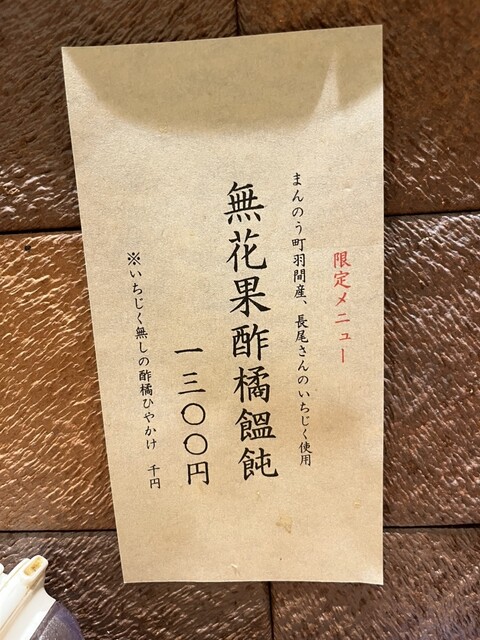 限定メニュー
まんのう町羽間産、長尾さんのいちじく使用
無花果酢橘饂飩
一三〇〇円
※いちじく無しの酢橘ひやかけ 千円